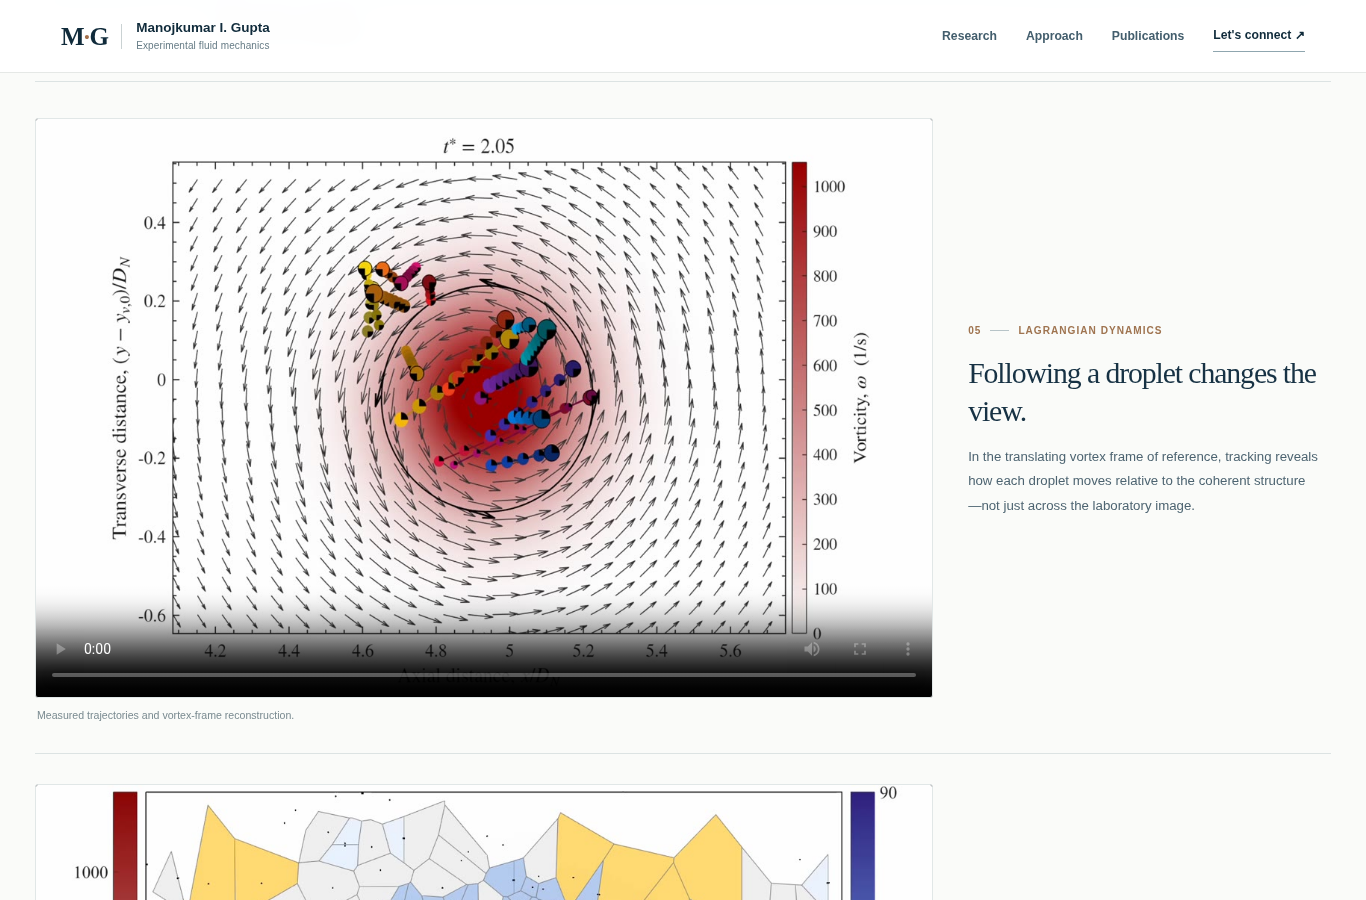 M·G
Manojkumar I. Gupta
Experimental fluid mechanics
Research
Approach
Publications
Let's connect ↗
t* = 2.05
Transverse distance, (y − y_v,0)/D_N
0.4
0.2
0
-0.2
-0.4
-0.6
4.2
4.4
4.6
4.8
5
5.2
5.4
5.6
Axial distance, x/D
1000
900
800
700
600
500
400
300
200
100
0
Vorticity, ω (1/s)
0:00
Measured trajectories and vortex-frame reconstruction.
05 — LAGRANGIAN DYNAMICS
Following a droplet changes the
view.
In the translating vortex frame of reference, tracking reveals
how each droplet moves relative to the coherent structure
—not just across the laboratory image.
1000
90